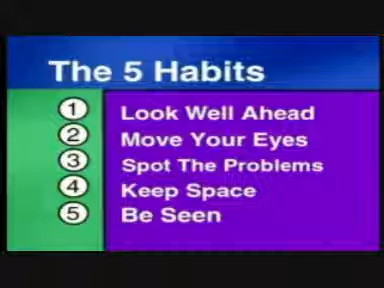 The 5 Habits
1 Look Well Ahead
2 Move Your Eyes
3 Spot The Problems
4 Keep Space
5 Be Seen